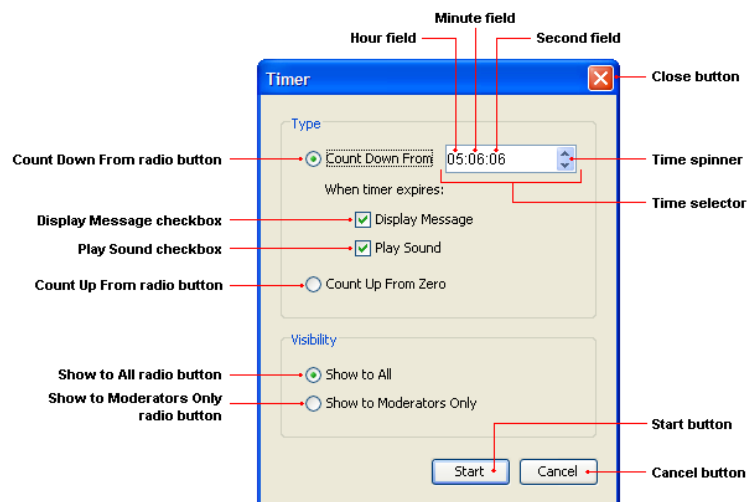 Minute field
Hour field
Second field
Timer
Close button
Type
Count Down From radio button
Count Down From
05:06:06
Time spinner
When timer expires:
Time selector
Display Message checkbox
Display Message
Play Sound checkbox
Play Sound
Count Up From radio button
Count Up From Zero
Visibility
Show to All radio button
Show to All
Show to Moderators Only
radio button
Show to Moderators Only
Start button
Start
Cancel
Cancel button